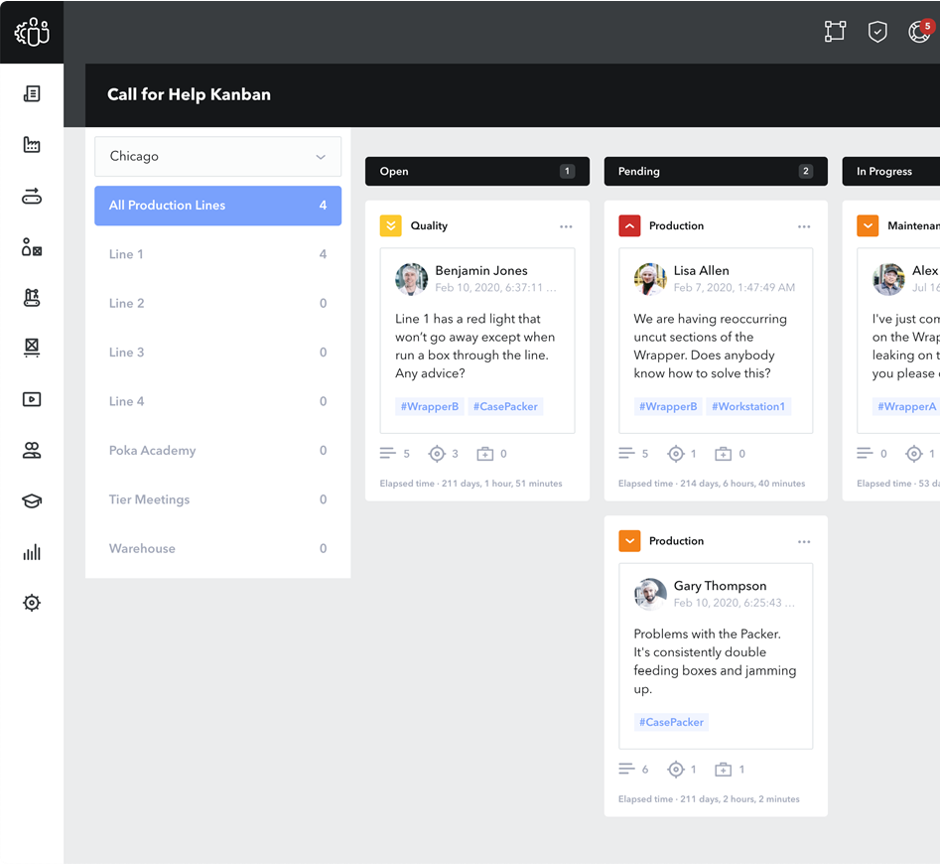 5
Call for Help Kanban
Chicago
All Production Lines 4
Line 1 4
Line 2 0
Line 3 0
Line 4 0
Poka Academy 0
Tier Meetings 0
Warehouse 0
Open 1
Quality
Benjamin Jones
Feb 10, 2020, 6:37:11 ...
Line 1 has a red light that
won't go away except when
run a box through the line.
Any advice?
#WrapperB #CasePacker
5 3 0
Elapsed time · 211 days, 1 hour, 51 minutes
Pending 2
Production
Lisa Allen
Feb 7, 2020, 1:47:49 AM
We are having reoccurring
uncut sections of the
Wrapper. Does anybody
know how to solve this?
#WrapperB #Workstation1
5 1 0
Elapsed time · 214 days, 6 hours, 40 minutes
Production
Gary Thompson
Feb 10, 2020, 6:25:43 ...
Problems with the Packer.
It's consistently double
feeding boxes and jamming
up.
#CasePacker
6 1 1
Elapsed time · 211 days, 2 hours, 2 minutes
In Progress
Maintenan
Alex
Jul 16
I've just com
on the Wrap
leaking on t
you please
#WrapperA
0 1
Elapsed time · 53 da